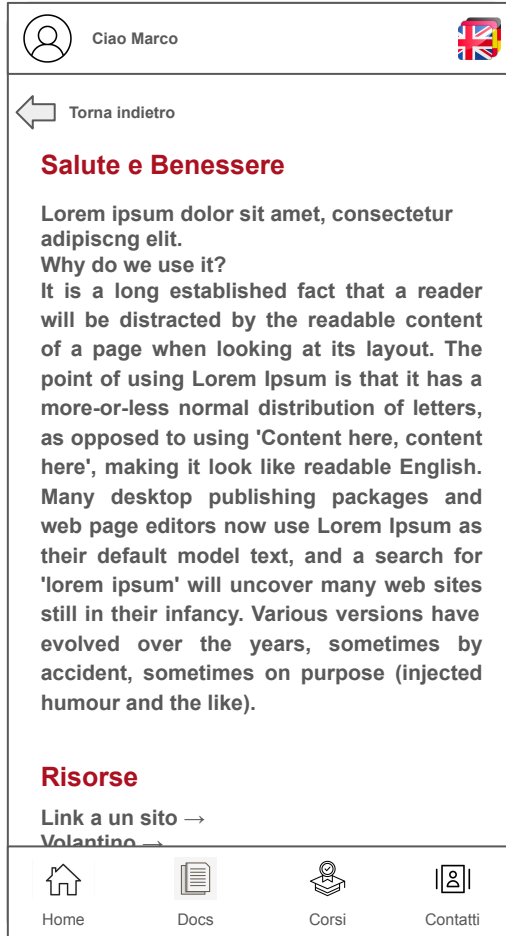 Ciao Marco
Torna indietro
Salute e Benessere
Lorem ipsum dolor sit amet, consectetur
adipiscng elit.
Why do we use it?
It is a long established fact that a reader
will be distracted by the readable content
of a page when looking at its layout. The
point of using Lorem Ipsum is that it has a
more-or-less normal distribution of letters,
as opposed to using 'Content here, content
here', making it look like readable English.
Many desktop publishing packages and
web page editors now use Lorem Ipsum as
their default model text, and a search for
'lorem ipsum' will uncover many web sites
still in their infancy. Various versions have
evolved over the years, sometimes by
accident, sometimes on purpose (injected
humour and the like).
Risorse
Link a un sito →
Volantino →
Home Docs Corsi Contatti